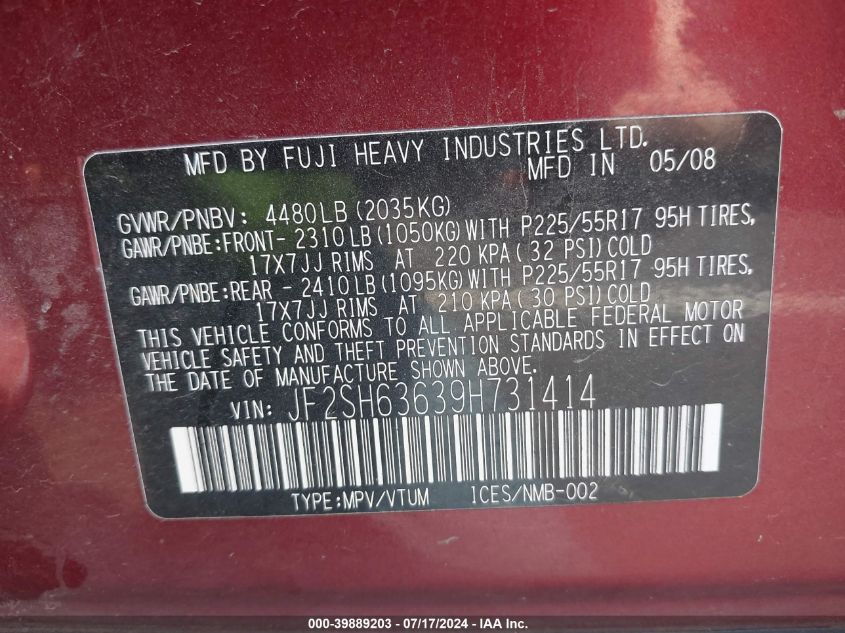 MFD BY FUJI HEAVY INDUSTRIES LTD.
MFD IN 05/08
GVWR/PNBV: 4480LB (2035KG)
GAWR/PNBE:FRONT- 2310LB (1050KG) WITH P225/55R17 95H TIRES,
17X7JJ RIMS AT 220 KPA ( 32 PSI) COLD
GAWR/PNBE:REAR - 2410LB (1095KG) WITH P225/55R17 95H TIRES,
17X7JJ RIMS AT 210 KPA ( 30 PSI) COLD
THIS VEHICLE CONFORMS TO ALL APPLICABLE FEDERAL MOTOR
VEHICLE SAFETY AND THEFT PREVENTION STANDARDS IN EFFECT ON
THE DATE OF MANUFACTURE SHOWN ABOVE.
VIN: JF2SH63639H731414
TYPE:MPV/VTUM ICES/NMB-002
000-39889203 - 07/17/2024 - IAA Inc.